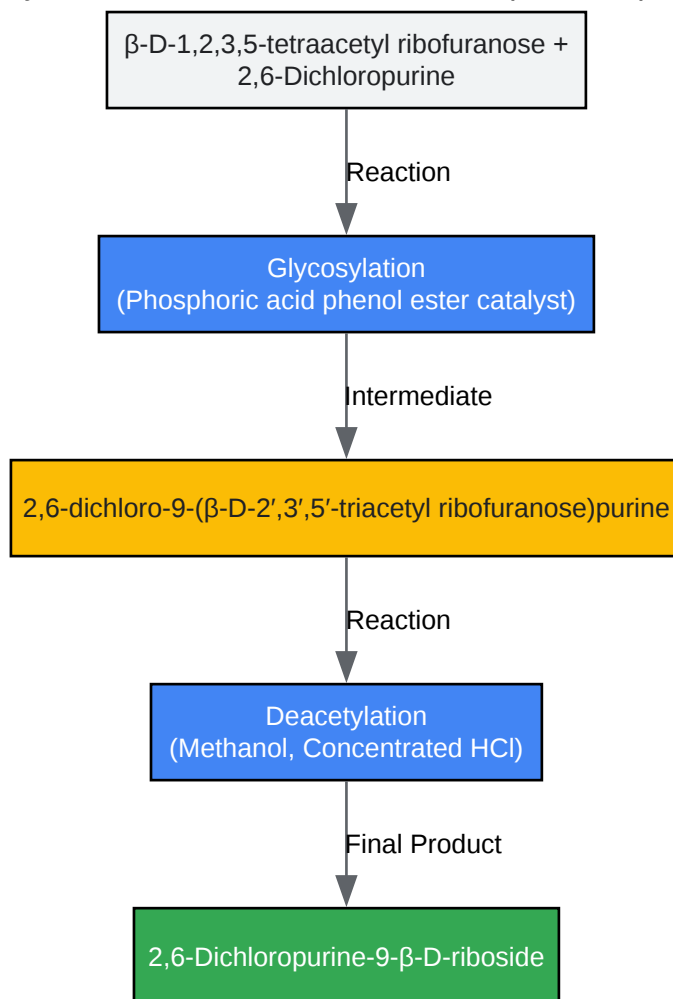 β-D-1,2,3,5-tetraacetyl ribofuranose +
2,6-Dichloropurine
Reaction
Glycosylation
(Phosphoric acid phenol ester catalyst)
Intermediate
2,6-dichloro-9-(β-D-2′,3′,5′-triacetyl ribofuranose)purine
Reaction
Deacetylation
(Methanol, Concentrated HCl)
Final Product
2,6-Dichloropurine-9-β-D-riboside